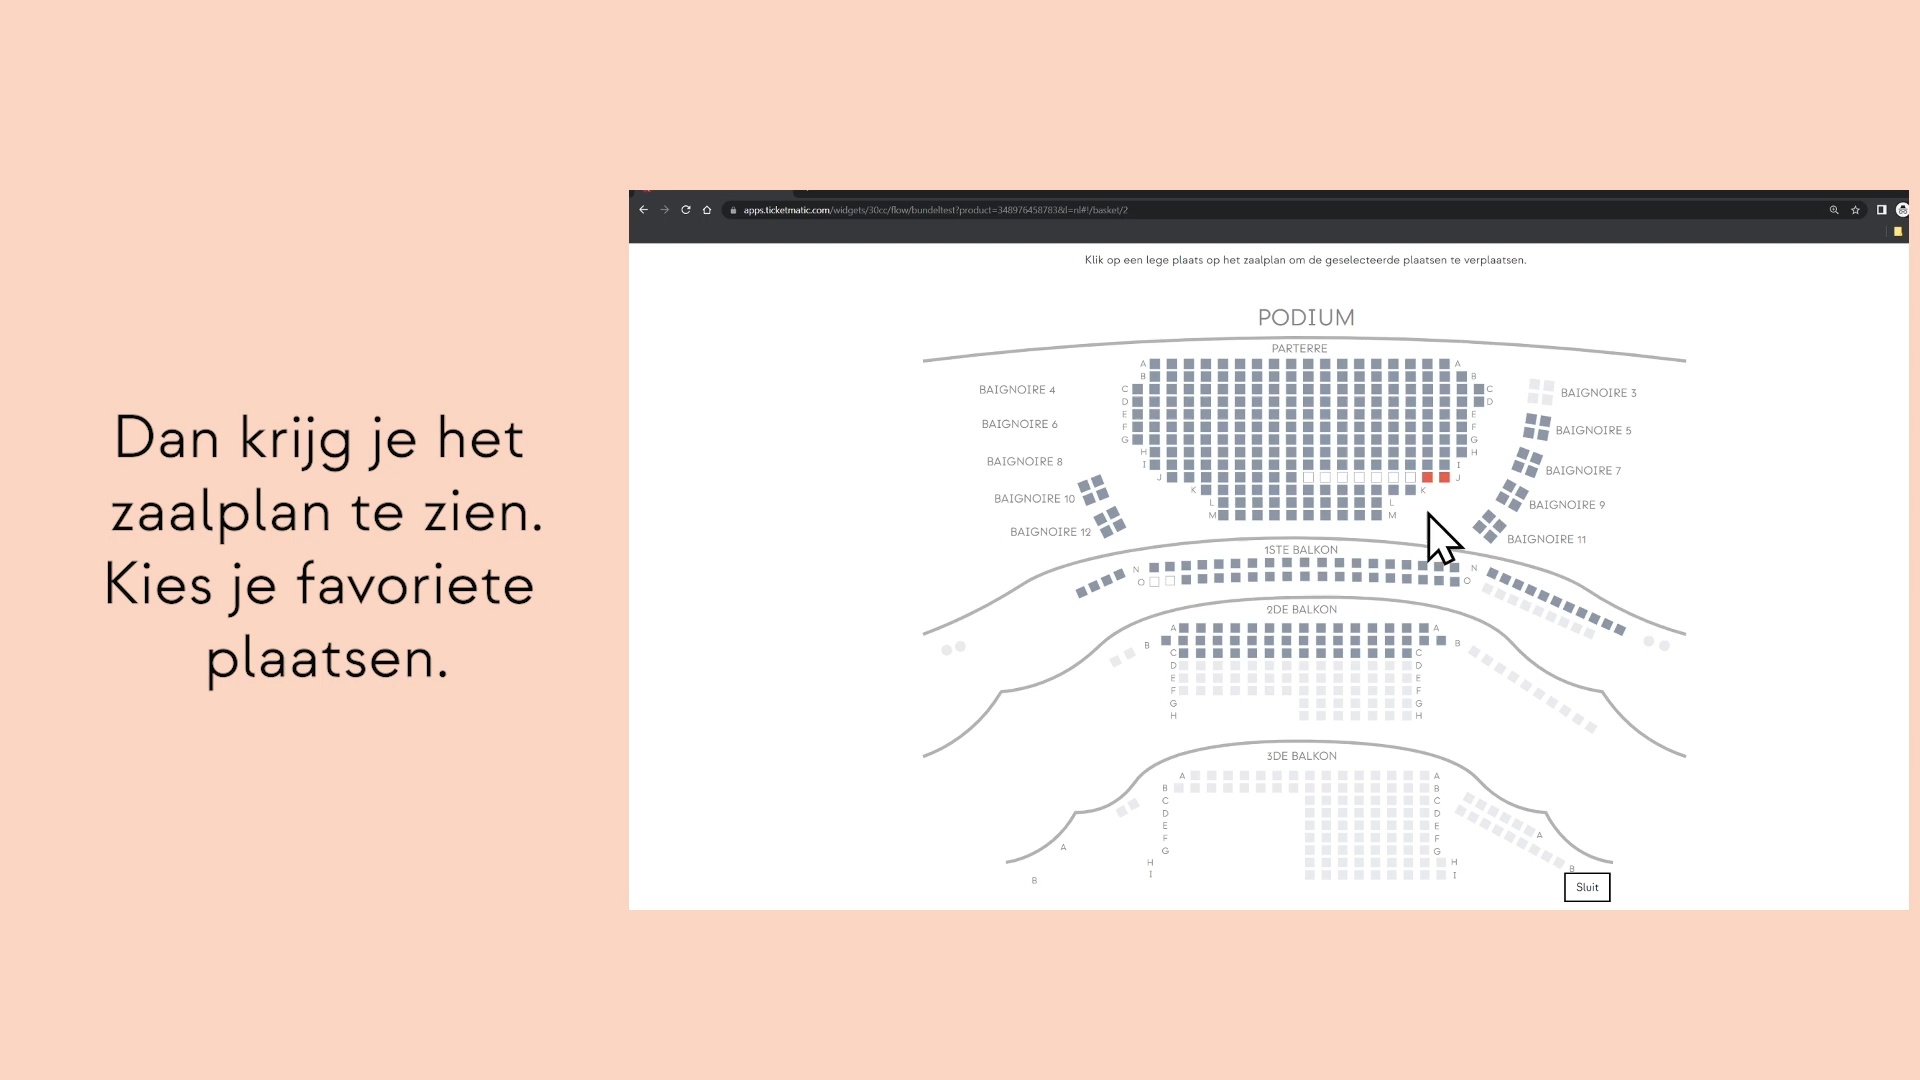 Dan krijg je het
zaalplan te zien.
Kies je favoriete
plaatsen.
apps.ticketmatic.com/widgets/30cc/flow/bundeltest?product=348976458783&l=nl#!/basket/2
Klik op een lege plaats op het zaalplan om de geselecteerde plaatsen te verplaatsen.
PODIUM
PARTERRE
A A
B B
BAIGNOIRE 4 C C BAIGNOIRE 3
D D
E E
BAIGNOIRE 6 F F BAIGNOIRE 5
G G
H H
BAIGNOIRE 8 I I BAIGNOIRE 7
J J
K K
BAIGNOIRE 10 L L BAIGNOIRE 9
M M
BAIGNOIRE 12 BAIGNOIRE 11
1STE BALKON
N N
O O
2DE BALKON
A A
B B
C C
D D
E E
F F
G G
H H
3DE BALKON
A A
B B
C C
D D
E E
F F
G G
H H
I I
A A
B B
Sluit